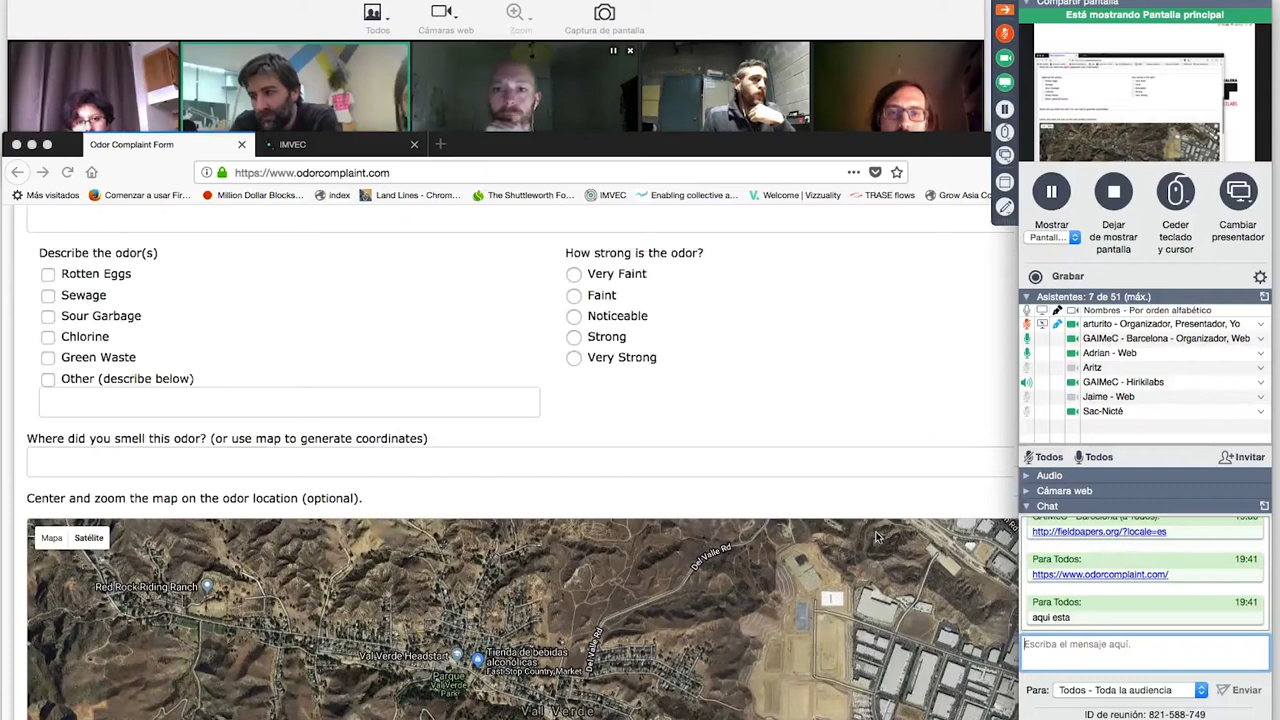 Compartir pantalla
Está mostrando Pantalla principal
Todos
Cámaras web
Zoom
Captura de pantalla
Odor Complaint Form
IMVEC
https://www.odorcomplaint.com
Más visitados
Comenzar a usar Fir...
Million Dollar Blocks...
index
Land Lines - Chrom...
The Shuttleworth Fo...
IMVEC
Enabling collective a...
Welcome | Vizzuality
TRASE flows
Grow Asia Co
Describe the odor(s)
Rotten Eggs
Sewage
Sour Garbage
Chlorine
Green Waste
Other (describe below)
How strong is the odor?
Very Faint
Faint
Noticeable
Strong
Very Strong
Where did you smell this odor? (or use map to generate coordinates)
Center and zoom the map on the odor location (optional).
Mapa
Satélite
Red Rock Riding Ranch
Del Valle Rd
Del Valle Rd
Val Verde Headstart
Tienda de bebidas
alcohólicas
Fast Stop Country Market
Parque
Val Verde
Park
Val Verde
Mostrar
Pantall...
Dejar
de mostrar
pantalla
Ceder
teclado
y cursor
Cambiar
presentador
Grabar
Asistentes: 7 de 51 (máx.)
Nombres - Por orden alfabético
arturito - Organizador, Presentador, Yo
GAIMeC - Barcelona - Organizador, Web
Adrian - Web
Aritz
GAIMeC - Hirikilabs
Jaime - Web
Sac-Nicté
Todos
Todos
Invitar
Audio
Cámara web
Chat
GAIMeC - Barcelona (a Todos):
http://fieldpapers.org/?locale=es
Para Todos: 19:41
https://www.odorcomplaint.com/
Para Todos: 19:41
aqui esta
Escriba el mensaje aquí.
Para: Todos - Toda la audiencia
Enviar
ID de reunión: 821-588-749